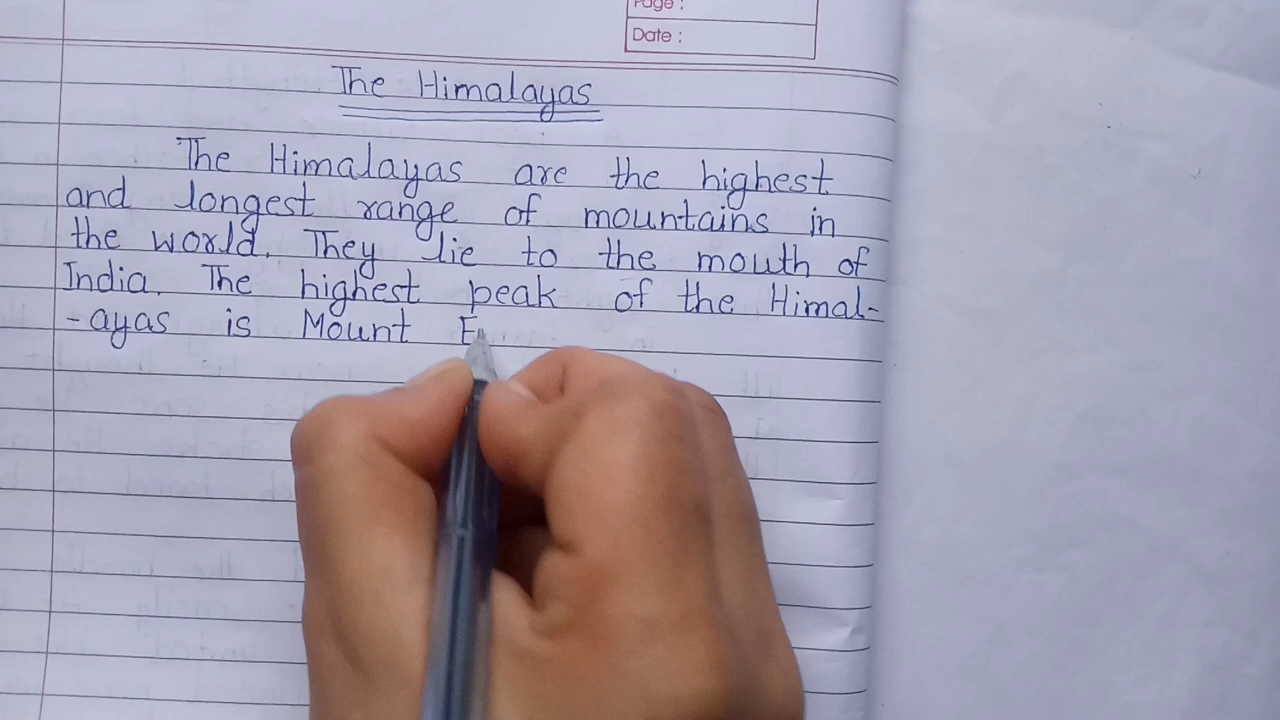 Page :
Date :
The Himalayas
The Himalayas are the highest
and longest range of mountains in
the world. They lie to the mouth of
India. The highest peak of the Himal-
-ayas is Mount E